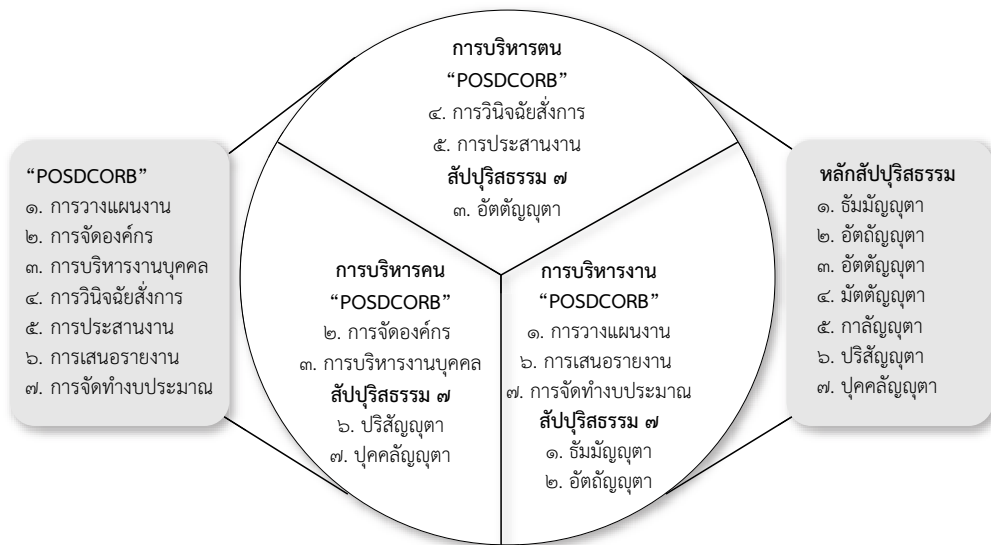 “POSDCORB”
๑. การวางแผนงาน
๒. การจัดองค์กร
๓. การบริหารงานบุคคล
๔. การวินิจฉัยสั่งการ
๕. การประสานงาน
๖. การเสนอรายงาน
๗. การจัดทำงบประมาณ
การบริหารตน
“POSDCORB”
๔. การวินิจฉัยสั่งการ
๕. การประสานงาน
สัปปุริสธรรม ๗
๓. อัตตัญญุตา
การบริหารคน
“POSDCORB”
๒. การจัดองค์กร
๓. การบริหารงานบุคคล
สัปปุริสธรรม ๗
๖. ปริสัญญุตา
๗. ปุคคลัญญุตา
การบริหารงาน
“POSDCORB”
๑. การวางแผนงาน
๖. การเสนอรายงาน
๗. การจัดทำงบประมาณ
สัปปุริสธรรม ๗
๑. ธัมมัญญุตา
๒. อัตถัญญุตา
หลักสัปปุริสธรรม
๑. ธัมมัญญุตา
๒. อัตถัญญุตา
๓. อัตตัญญุตา
๔. มัตตัญญุตา
๕. กาลัญญุตา
๖. ปริสัญญุตา
๗. ปุคคลัญญุตา